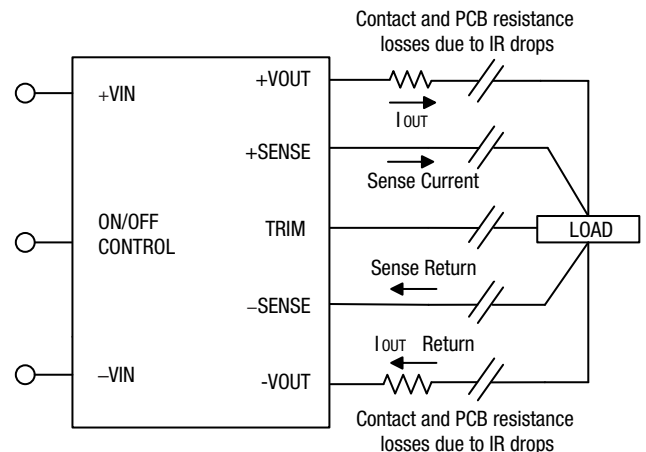 Contact and PCB resistance
losses due to IR drops
+VOUT
+VIN
IOUT
+SENSE
Sense Current
ON/OFF
CONTROL
TRIM
LOAD
Sense Return
−SENSE
IOUT Return
−VIN
-VOUT
Contact and PCB resistance
losses due to IR drops